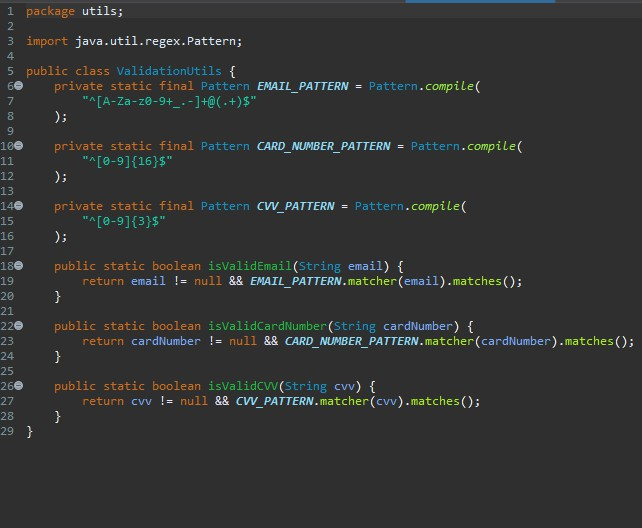 1 package utils;
2
3 import java.util.regex.Pattern;
4
5 public class ValidationUtils {
6     private static final Pattern EMAIL_PATTERN = Pattern.compile(
7         "^[A-Za-z0-9+_.-]+@(.+)$"
8     );
9
10     private static final Pattern CARD_NUMBER_PATTERN = Pattern.compile(
11         "^[0-9]{16}$"
12     );
13
14     private static final Pattern CVV_PATTERN = Pattern.compile(
15         "^[0-9]{3}$"
16     );
17
18     public static boolean isValidEmail(String email) {
19         return email != null && EMAIL_PATTERN.matcher(email).matches();
20     }
21
22     public static boolean isValidCardNumber(String cardNumber) {
23         return cardNumber != null && CARD_NUMBER_PATTERN.matcher(cardNumber).matches();
24     }
25
26     public static boolean isValidCVV(String cvv) {
27         return cvv != null && CVV_PATTERN.matcher(cvv).matches();
28     }
29 }